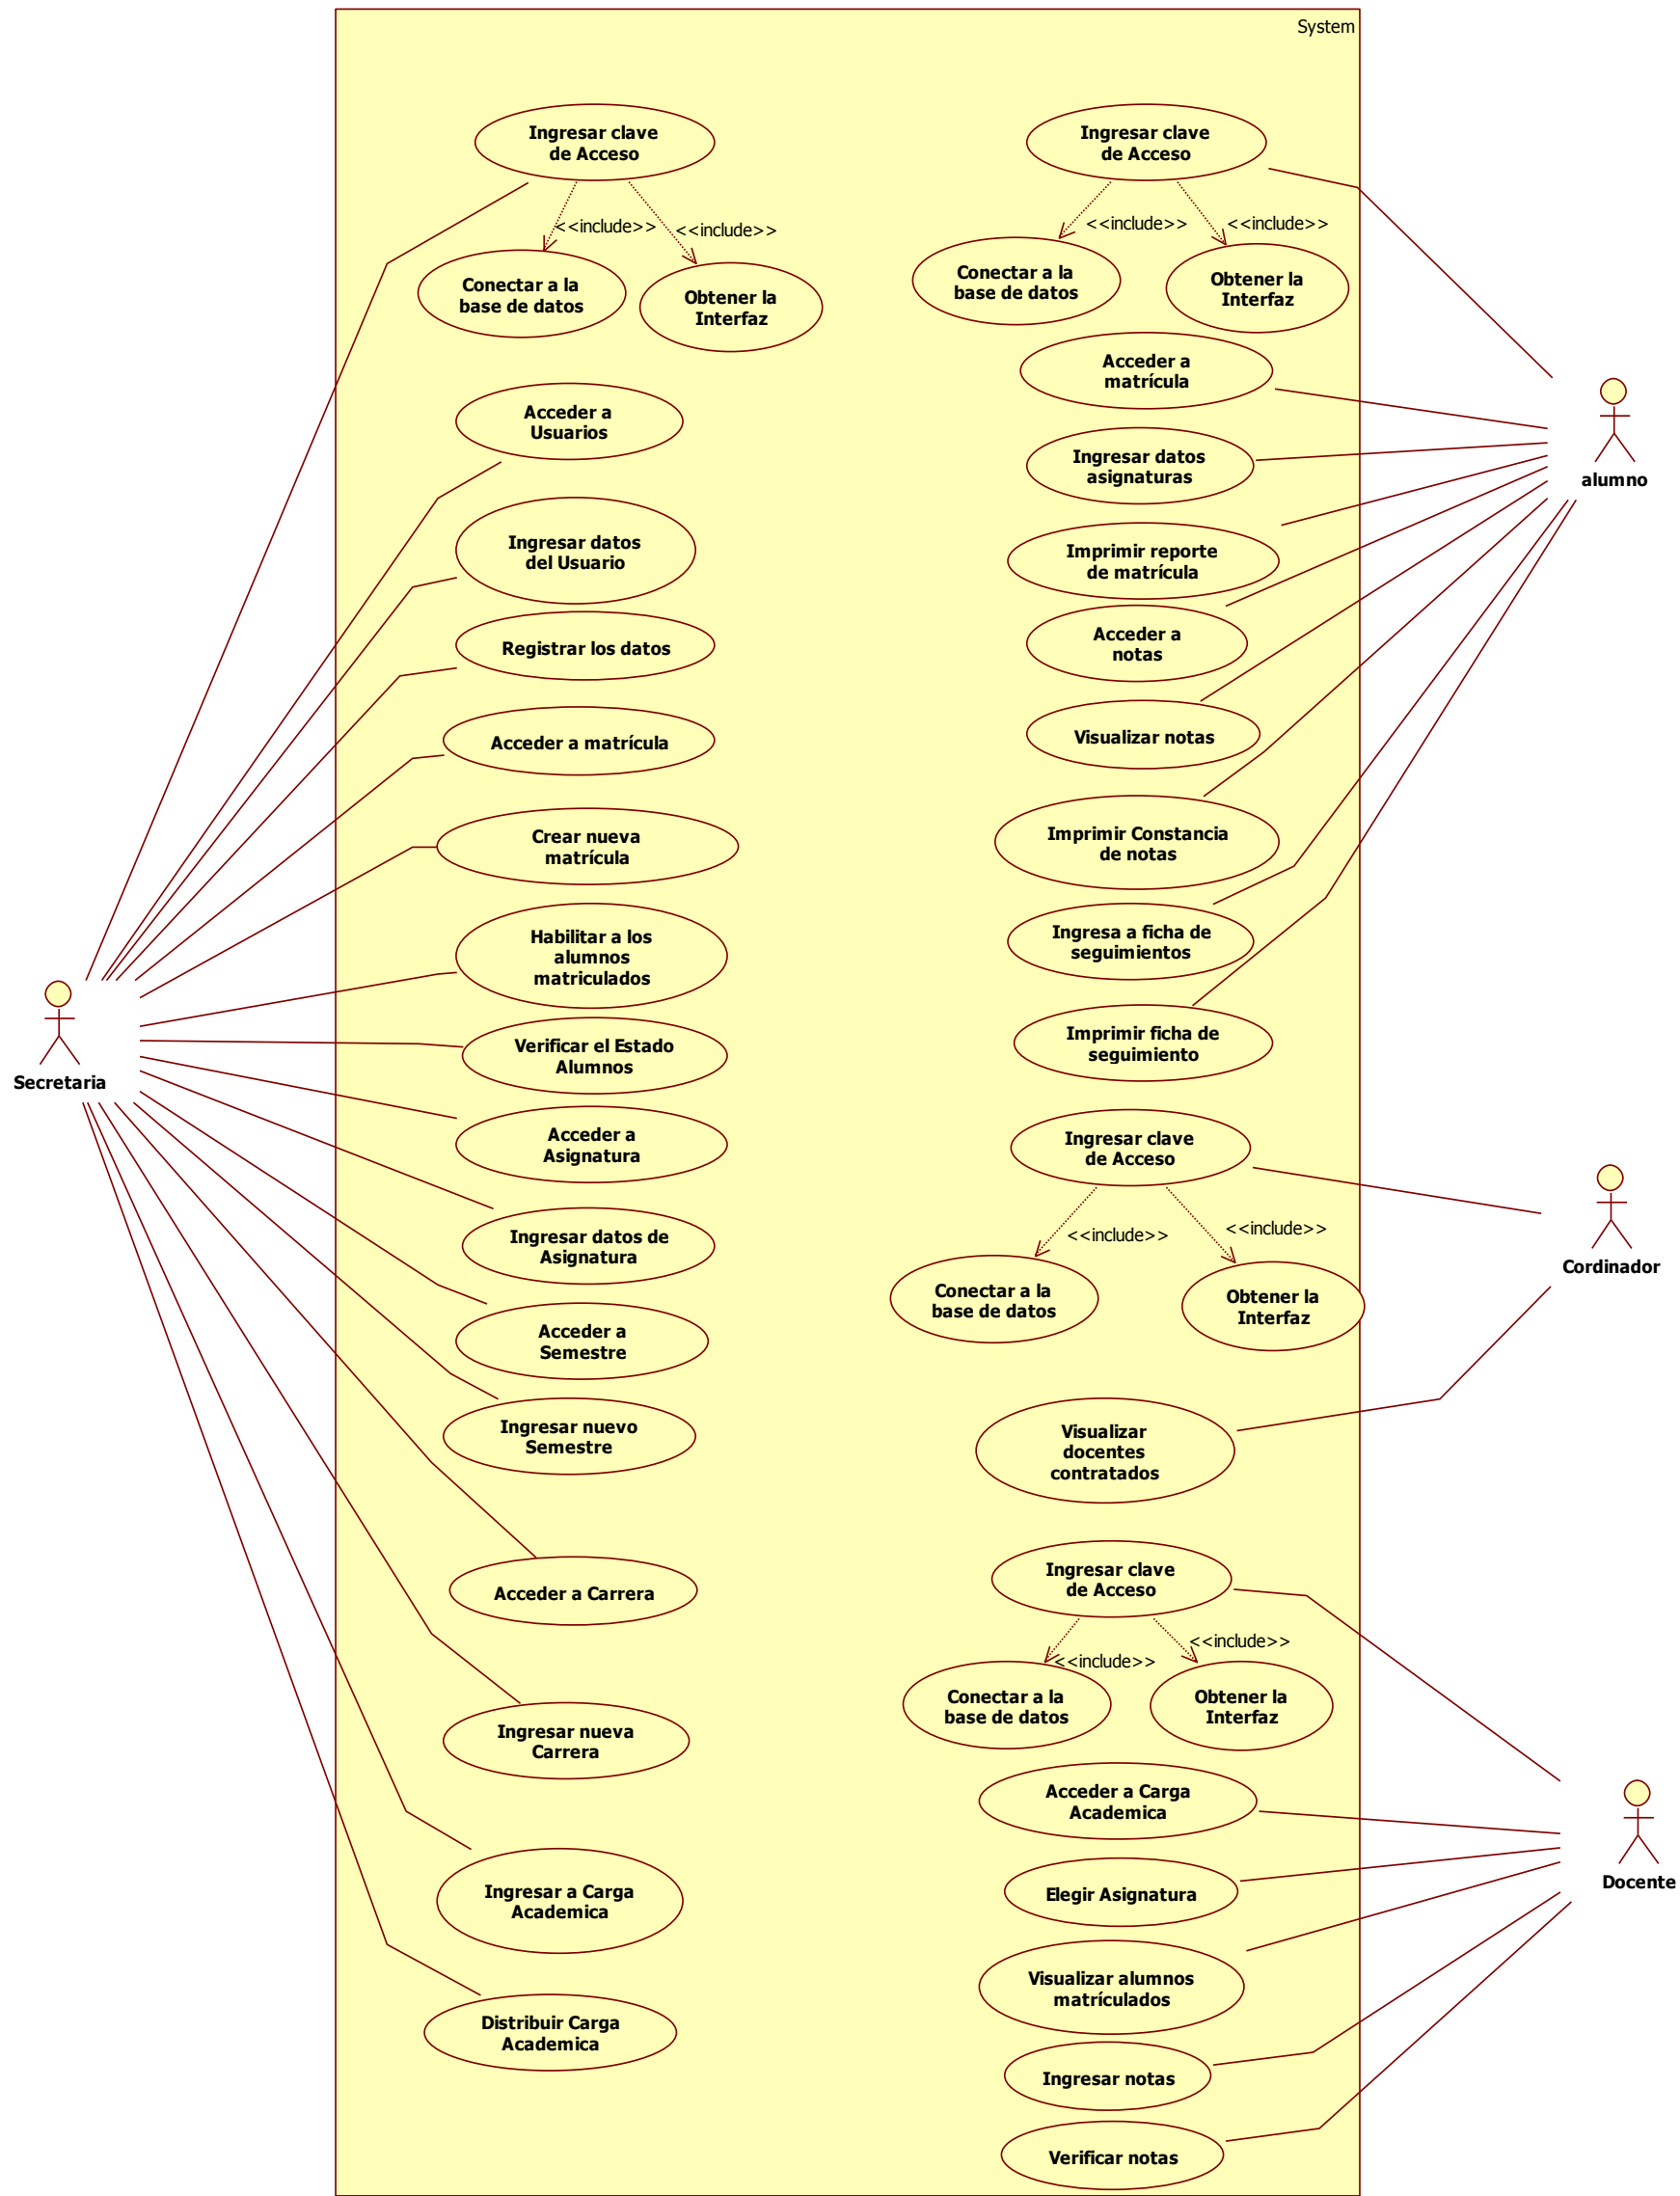 System
Ingresar clave
de Acceso
<<include>>
<<include>>
Conectar a la
base de datos
Obtener la
Interfaz
Acceder a
Usuarios
Ingresar datos
del Usuario
Registrar los datos
Acceder a matrícula
Crear nueva
matrícula
Habilitar a los
alumnos
matriculados
Verificar el Estado
Alumnos
Acceder a
Asignatura
Ingresar datos de
Asignatura
Acceder a
Semestre
Ingresar nuevo
Semestre
Acceder a Carrera
Ingresar nueva
Carrera
Ingresar a Carga
Academica
Distribuir Carga
Academica
Secretaria
Ingresar clave
de Acceso
<<include>>
<<include>>
Conectar a la
base de datos
Obtener la
Interfaz
Acceder a
matrícula
Ingresar datos
asignaturas
Imprimir reporte
de matrícula
Acceder a
notas
Visualizar notas
Imprimir Constancia
de notas
Ingresa a ficha de
seguimientos
Imprimir ficha de
seguimiento
alumno
Ingresar clave
de Acceso
<<include>>
<<include>>
Conectar a la
base de datos
Obtener la
Interfaz
Visualizar
docentes
contratados
Cordinador
Ingresar clave
de Acceso
<<include>>
<<include>>
Conectar a la
base de datos
Obtener la
Interfaz
Acceder a Carga
Academica
Elegir Asignatura
Visualizar alumnos
matrículados
Ingresar notas
Verificar notas
Docente